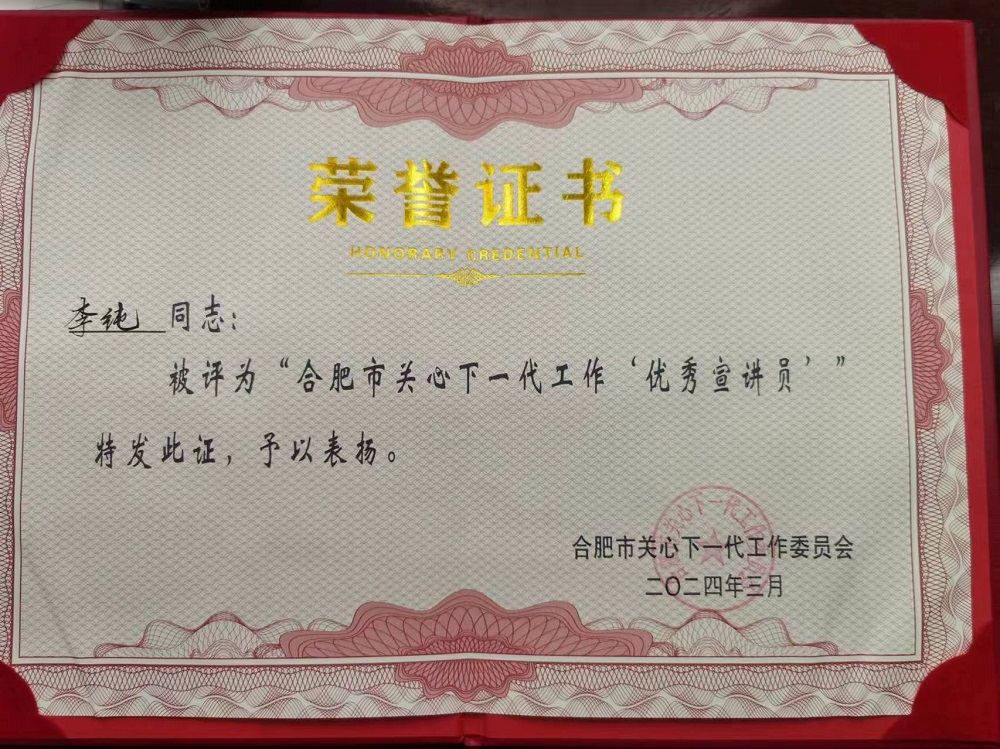 荣誉证书
HONORARY CREDENTIAL
李纯 同志：
被评为“合肥市关心下一代工作‘优秀宣讲员’”
特发此证，予以表扬。
合肥市关心下一代工作委员会
二〇二四年三月